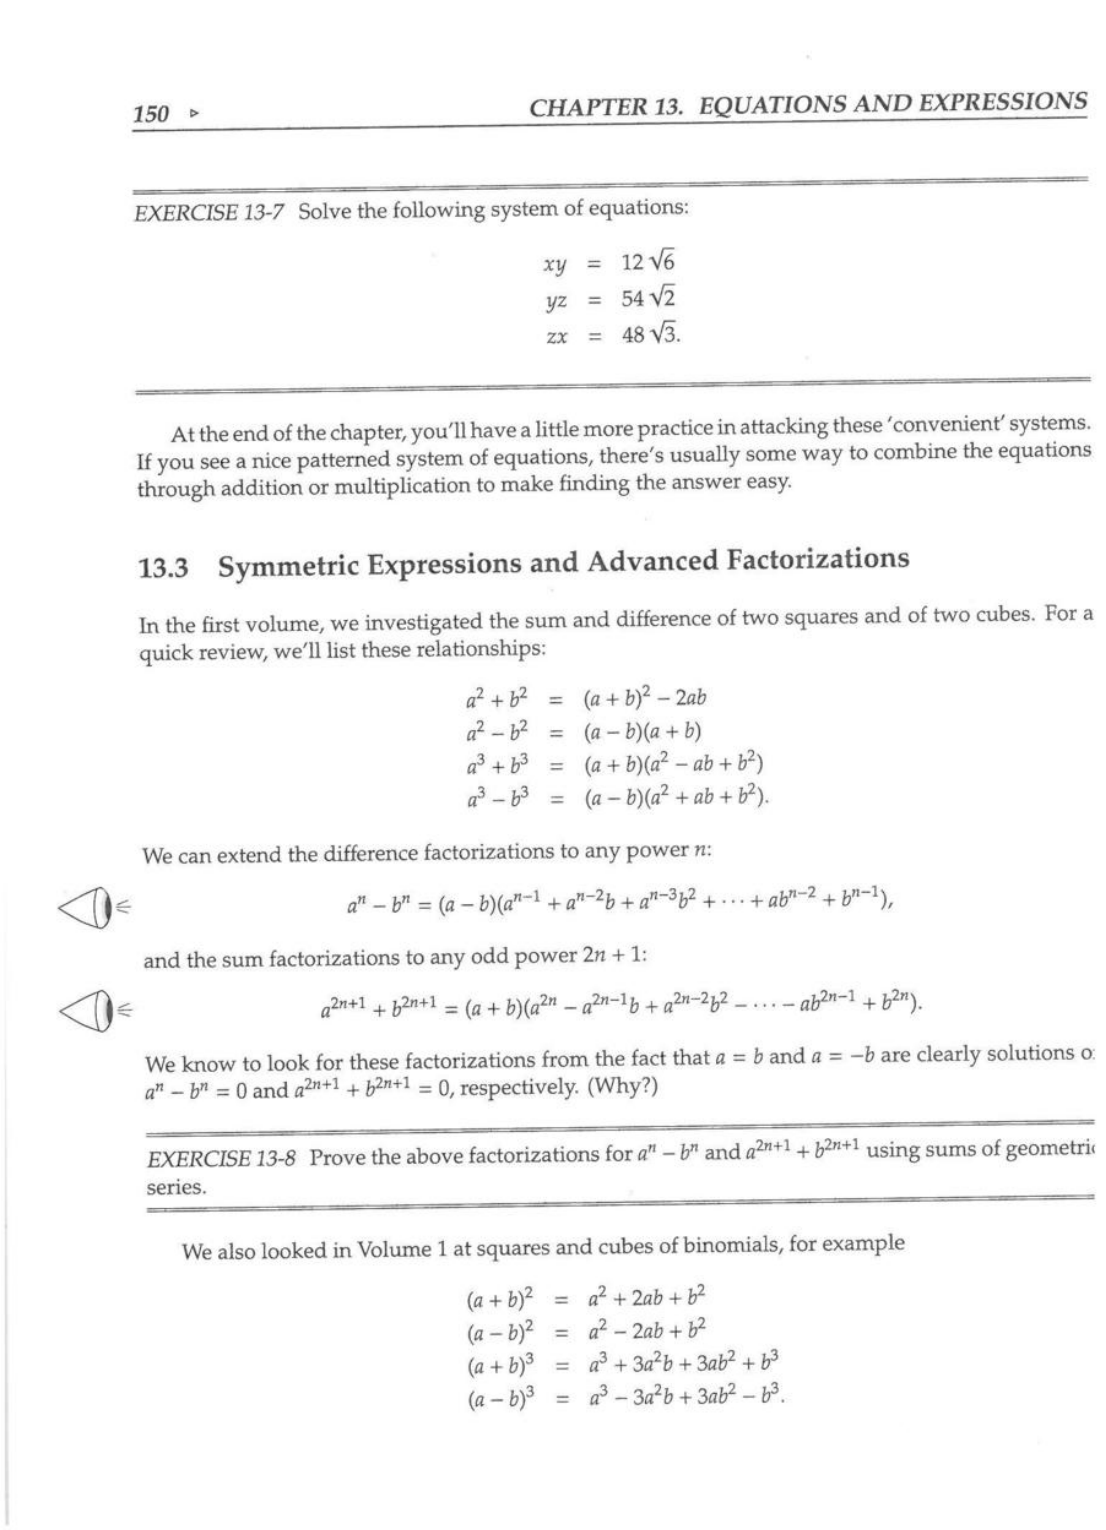 150 ▹ CHAPTER 13. EQUATIONS AND EXPRESSIONS
EXERCISE 13-7 Solve the following system of equations:
xy = 12 √6
yz = 54 √2
zx = 48 √3.
At the end of the chapter, you'll have a little more practice in attacking these 'convenient' systems.
If you see a nice patterned system of equations, there's usually some way to combine the equations
through addition or multiplication to make finding the answer easy.
13.3 Symmetric Expressions and Advanced Factorizations
In the first volume, we investigated the sum and difference of two squares and of two cubes. For a
quick review, we'll list these relationships:
a² + b² = (a + b)² − 2ab
a² − b² = (a − b)(a + b)
a³ + b³ = (a + b)(a² − ab + b²)
a³ − b³ = (a − b)(a² + ab + b²).
We can extend the difference factorizations to any power n:
aⁿ − bⁿ = (a − b)(aⁿ⁻¹ + aⁿ⁻²b + aⁿ⁻³b² + ⋯ + abⁿ⁻² + bⁿ⁻¹),
and the sum factorizations to any odd power 2n + 1:
a²ⁿ⁺¹ + b²ⁿ⁺¹ = (a + b)(a²ⁿ − a²ⁿ⁻¹b + a²ⁿ⁻²b² − ⋯ − ab²ⁿ⁻¹ + b²ⁿ).
We know to look for these factorizations from the fact that a = b and a = −b are clearly solutions o
aⁿ − bⁿ = 0 and a²ⁿ⁺¹ + b²ⁿ⁺¹ = 0, respectively. (Why?)
EXERCISE 13-8 Prove the above factorizations for aⁿ − bⁿ and a²ⁿ⁺¹ + b²ⁿ⁺¹ using sums of geometric
series.
We also looked in Volume 1 at squares and cubes of binomials, for example
(a + b)² = a² + 2ab + b²
(a − b)² = a² − 2ab + b²
(a + b)³ = a³ + 3a²b + 3ab² + b³
(a − b)³ = a³ − 3a²b + 3ab² − b³.